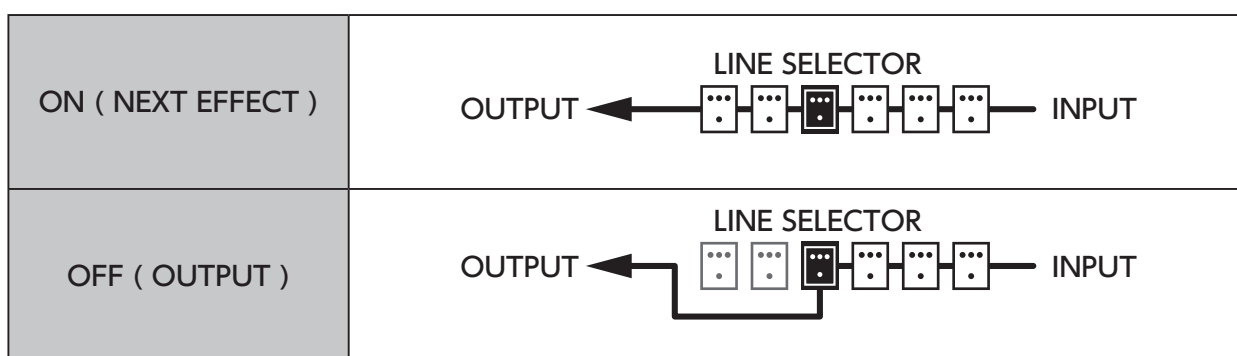 LINE SELECTOR
ON ( NEXT EFFECT )
OUTPUT
INPUT
LINE SELECTOR
OFF ( OUTPUT )
OUTPUT
INPUT